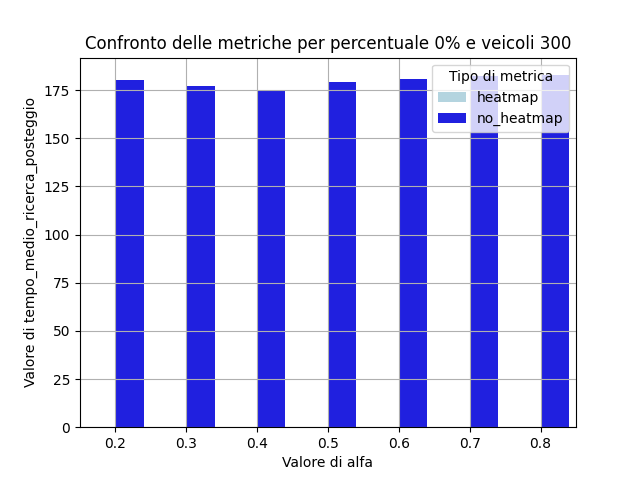 Confronto delle metriche per percentuale 0% e veicoli 300
Valore di tempo_medio_ricerca_posteggio
175
150
125
100
75
50
25
0
Tipo di metrica
heatmap
no_heatmap
0.2 0.3 0.4 0.5 0.6 0.7 0.8
Valore di alfa